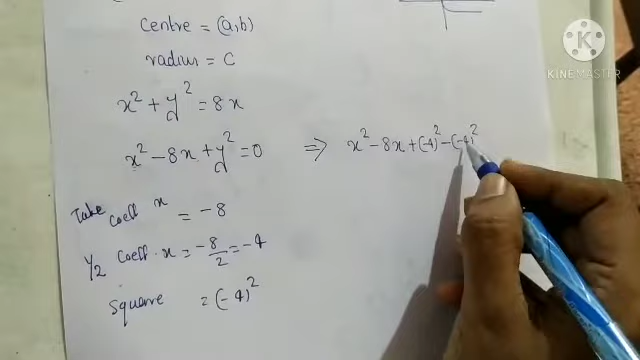 centre = (a,b)
radius = c
x² + y² = 8x
x² - 8x + y² = 0 ⇒ x² - 8x + (-4)² - (-4)²
Take coeff x = -8
1/2 coeff. x = -8/2 = -4
square = (-4)²
KINEMASTER